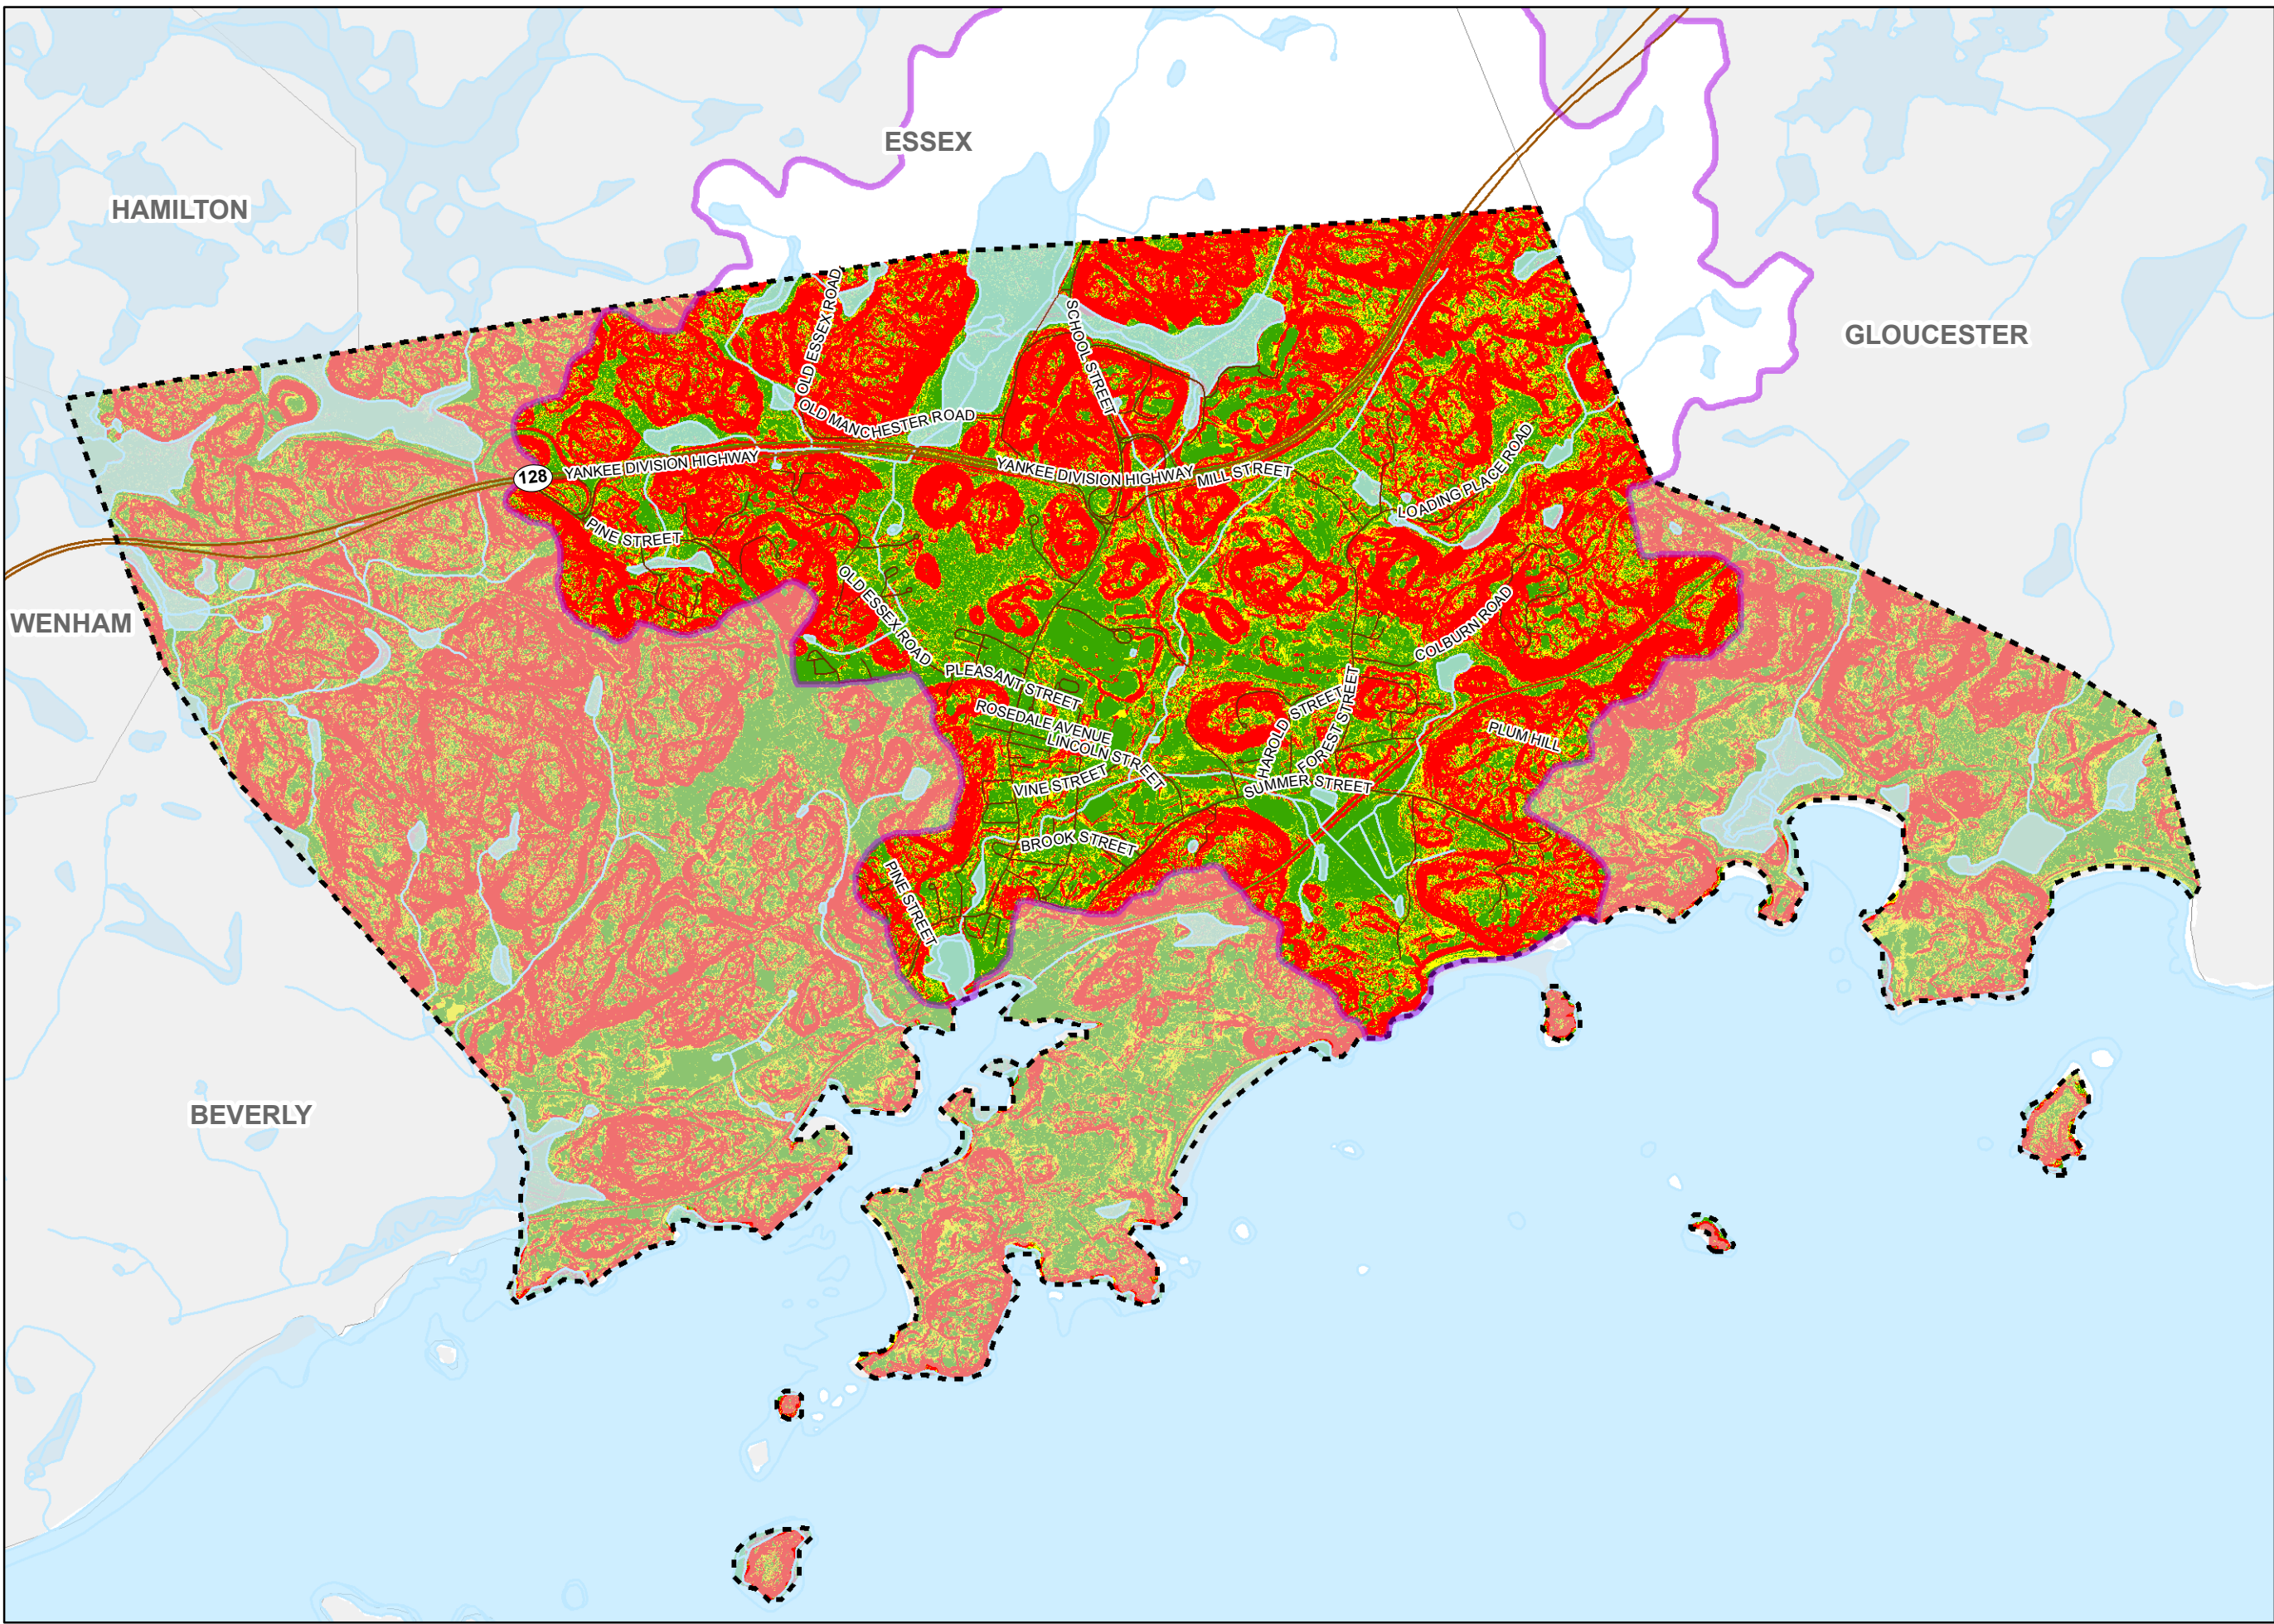 ESSEX
HAMILTON
GLOUCESTER
OLD ESSEX ROAD
SCHOOL STREET
OLD MANCHESTER ROAD
YANKEE DIVISION HIGHWAY
128
YANKEE DIVISION HIGHWAY
MILL STREET
LOADING PLACE ROAD
PINE STREET
OLD ESSEX ROAD
WENHAM
COLBURN ROAD
PLEASANT STREET
ROSEDALE AVENUE
LINCOLN STREET
HAROLD STREET
FOREST STREET
PLUM HILL
VINE STREET
SUMMER STREET
BROOK STREET
PINE STREET
BEVERLY